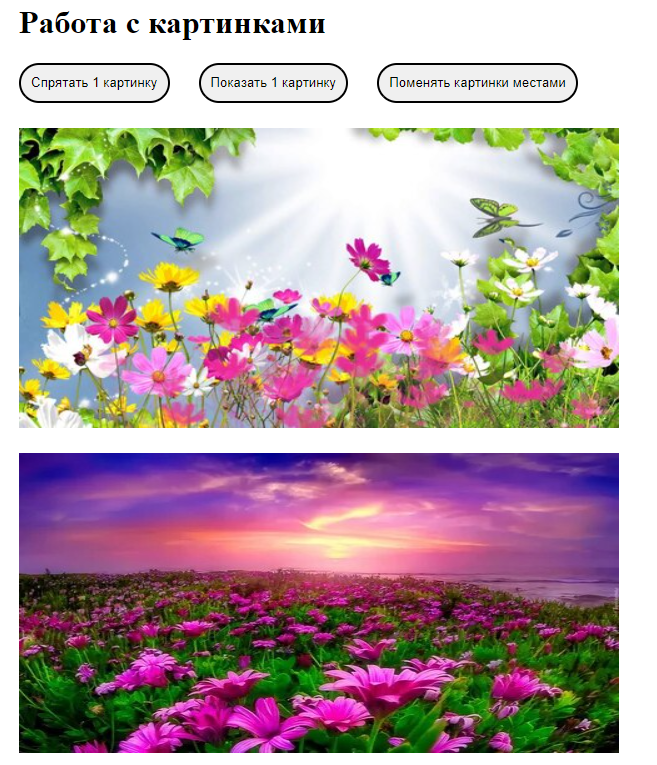 Работа с картинками
Спрятать 1 картинку
Показать 1 картинку
Поменять картинки местами